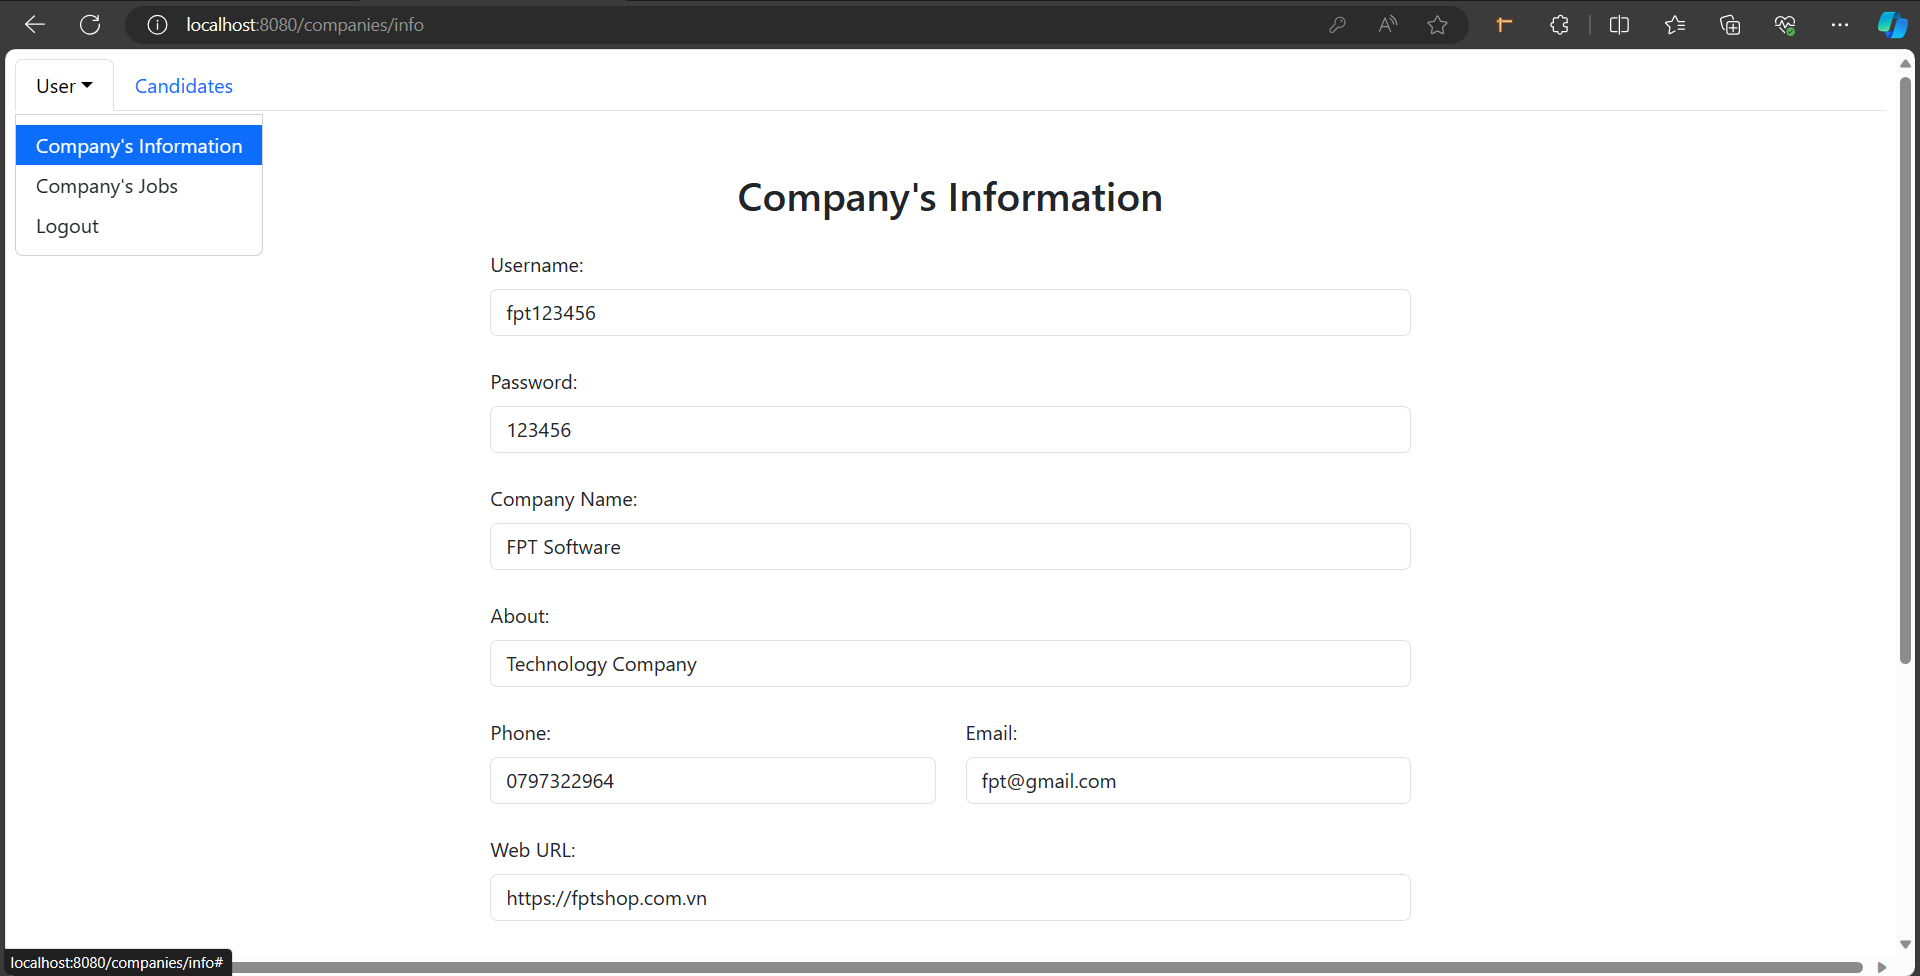 localhost:8080/companies/info
User Candidates
Company's Information
Company's Jobs
Logout
Company's Information
Username:
fpt123456
Password:
123456
Company Name:
FPT Software
About:
Technology Company
Phone: Email:
0797322964 fpt@gmail.com
Web URL:
https://fptshop.com.vn
localhost:8080/companies/info#